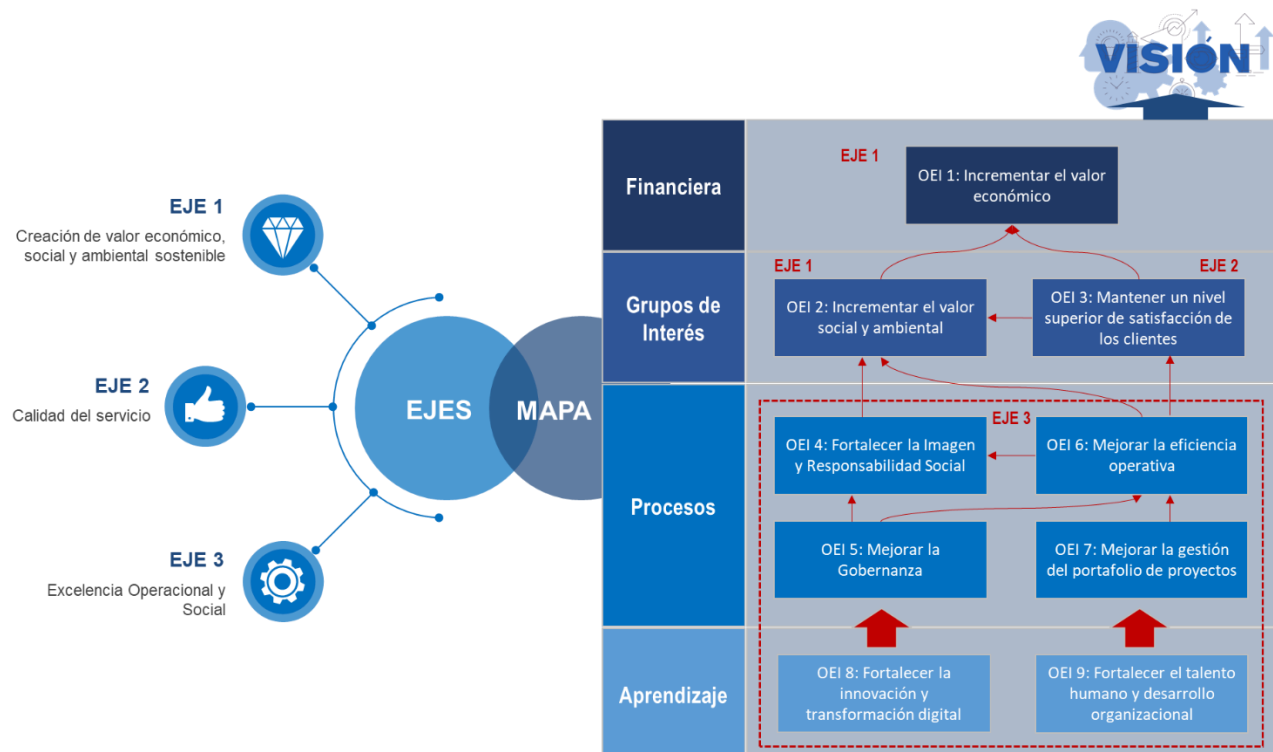 VISIÓN
EJE 1
Creación de valor económico,
social y ambiental sostenible
EJE 2
Calidad del servicio
EJE 3
Excelencia Operacional y
Social
EJES
MAPA
Financiera
EJE 1
OEI 1: Incrementar el valor
económico
Grupos de
Interés
EJE 1
EJE 2
OEI 2: Incrementar el valor
social y ambiental
OEI 3: Mantener un nivel
superior de satisfacción de
los clientes
Procesos
EJE 3
OEI 4: Fortalecer la Imagen
y Responsabilidad Social
OEI 6: Mejorar la eficiencia
operativa
OEI 5: Mejorar la
Gobernanza
OEI 7: Mejorar la gestión
del portafolio de proyectos
Aprendizaje
OEI 8: Fortalecer la
innovación y
transformación digital
OEI 9: Fortalecer el talento
humano y desarrollo
organizacional